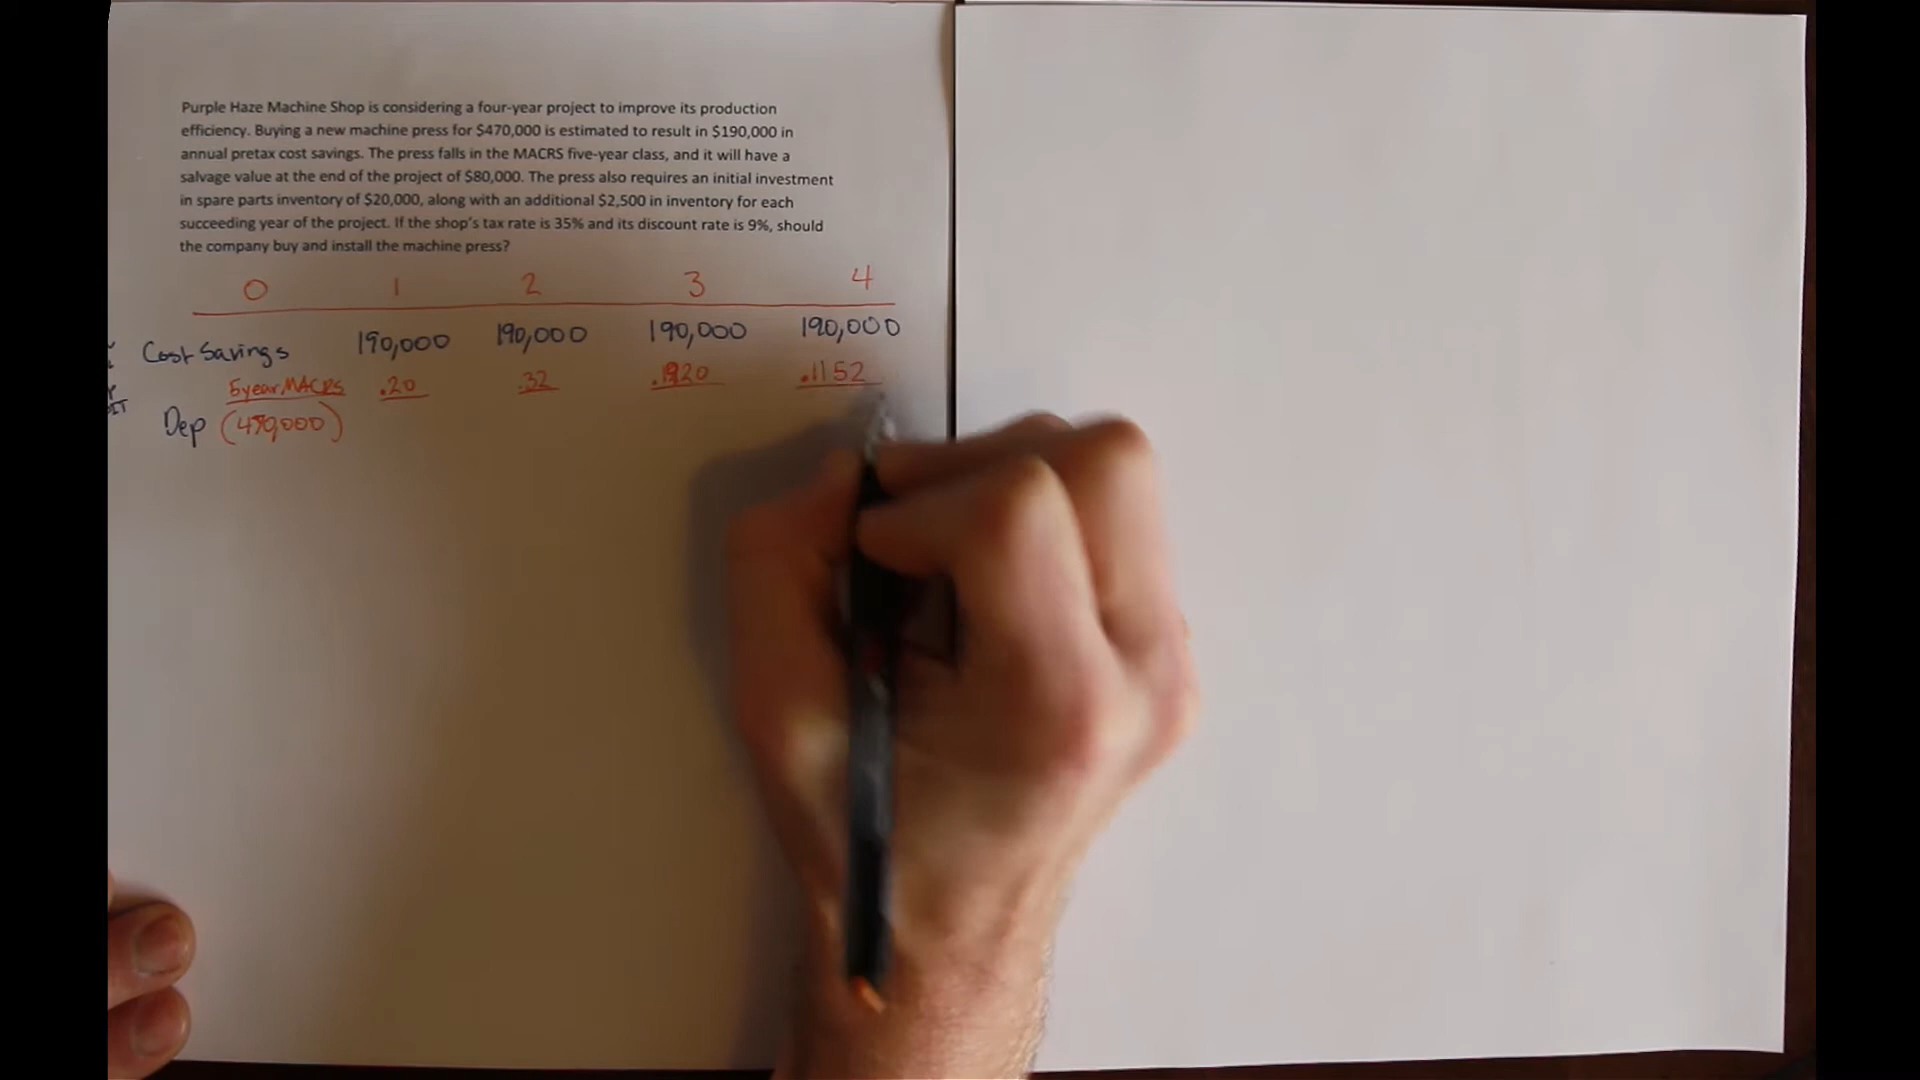 Purple Haze Machine Shop is considering a four-year project to improve its production
efficiency. Buying a new machine press for $470,000 is estimated to result in $190,000 in
annual pretax cost savings. The press falls in the MACRS five-year class, and it will have a
salvage value at the end of the project of $80,000. The press also requires an initial investment
in spare parts inventory of $20,000, along with an additional $2,500 in inventory for each
succeeding year of the project. If the shop's tax rate is 35% and its discount rate is 9%, should
the company buy and install the machine press?
0 1 2 3 4
Cost Savings 190,000 190,000 190,000 190,000
5 year MACRS .20 .32 .1920 .1152
Dep (470,000)